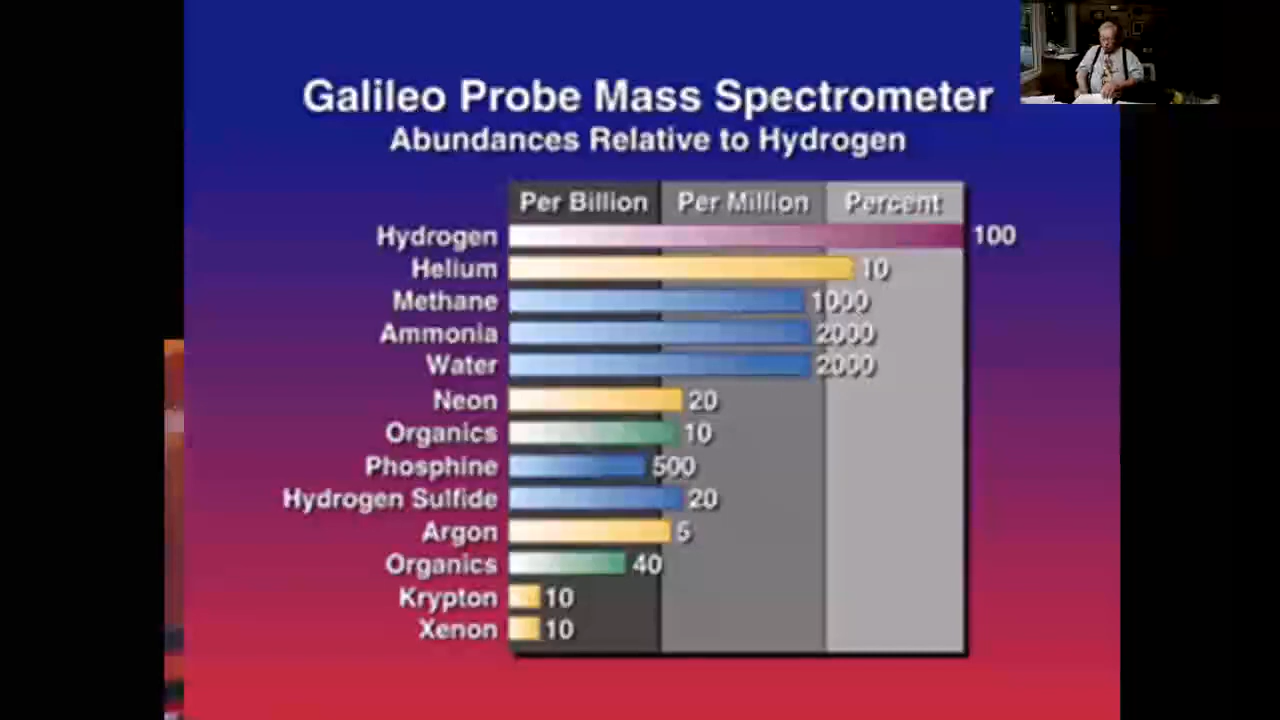 Galileo Probe Mass Spectrometer
Abundances Relative to Hydrogen
Per Billion Per Million Percent
Hydrogen 100
Helium 10
Methane 1000
Ammonia 2000
Water 2000
Neon 20
Organics 10
Phosphine 500
Hydrogen Sulfide 20
Argon 5
Organics 40
Krypton 10
Xenon 10